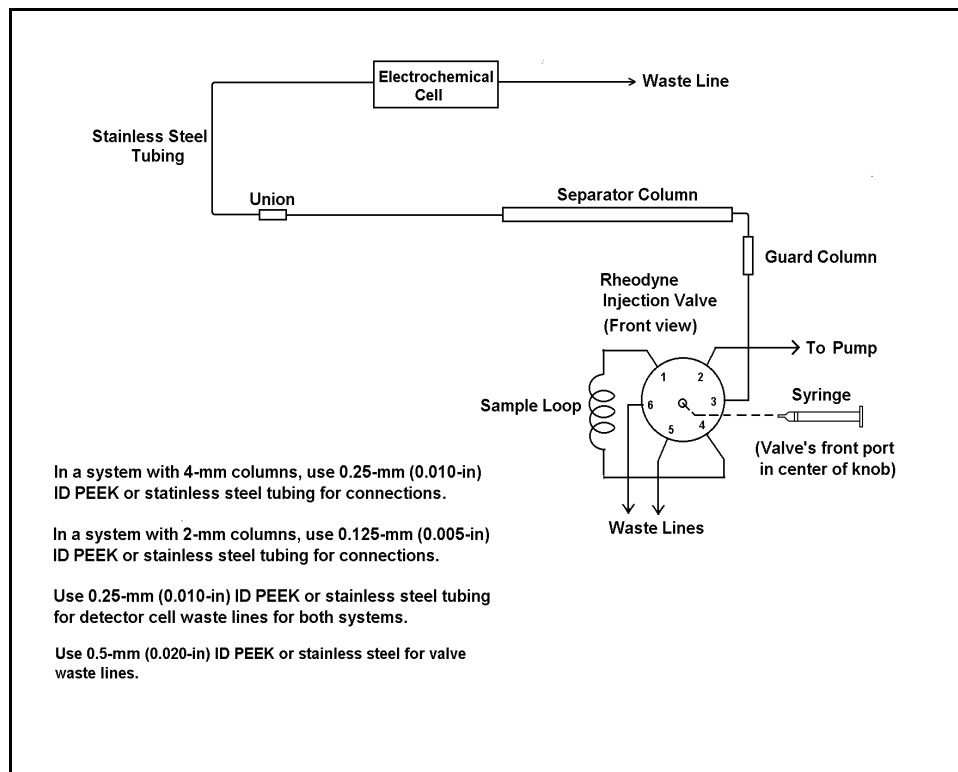 Electrochemical
Cell
Waste Line
Stainless Steel
Tubing
Union
Separator Column
Guard Column
Rheodyne
Injection Valve
(Front view)
To Pump
1
2
3
4
5
6
Sample Loop
Syringe
(Valve's front port
in center of knob)
Waste Lines
In a system with 4-mm columns, use 0.25-mm (0.010-in)
ID PEEK or statinless steel tubing for connections.
In a system with 2-mm columns, use 0.125-mm (0.005-in)
ID PEEK or stainless steel tubing for connections.
Use 0.25-mm (0.010-in) ID PEEK or stainless steel tubing
for detector cell waste lines for both systems.
Use 0.5-mm (0.020-in) ID PEEK or stainless steel for valve
waste lines.